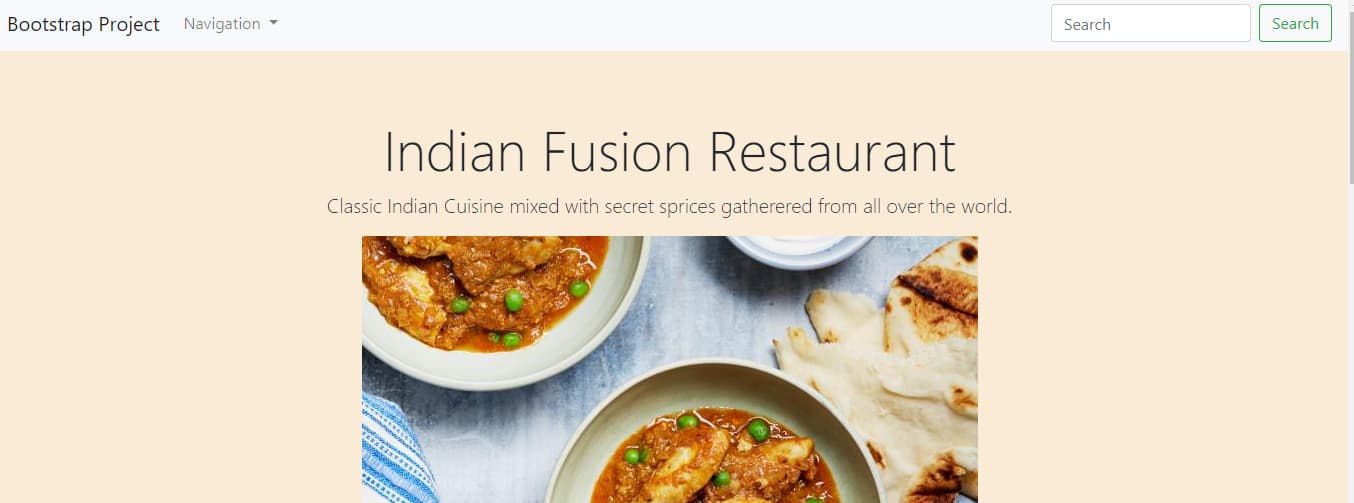 Bootstrap Project Navigation Search Search
Indian Fusion Restaurant
Classic Indian Cuisine mixed with secret sprices gatherered from all over the world.